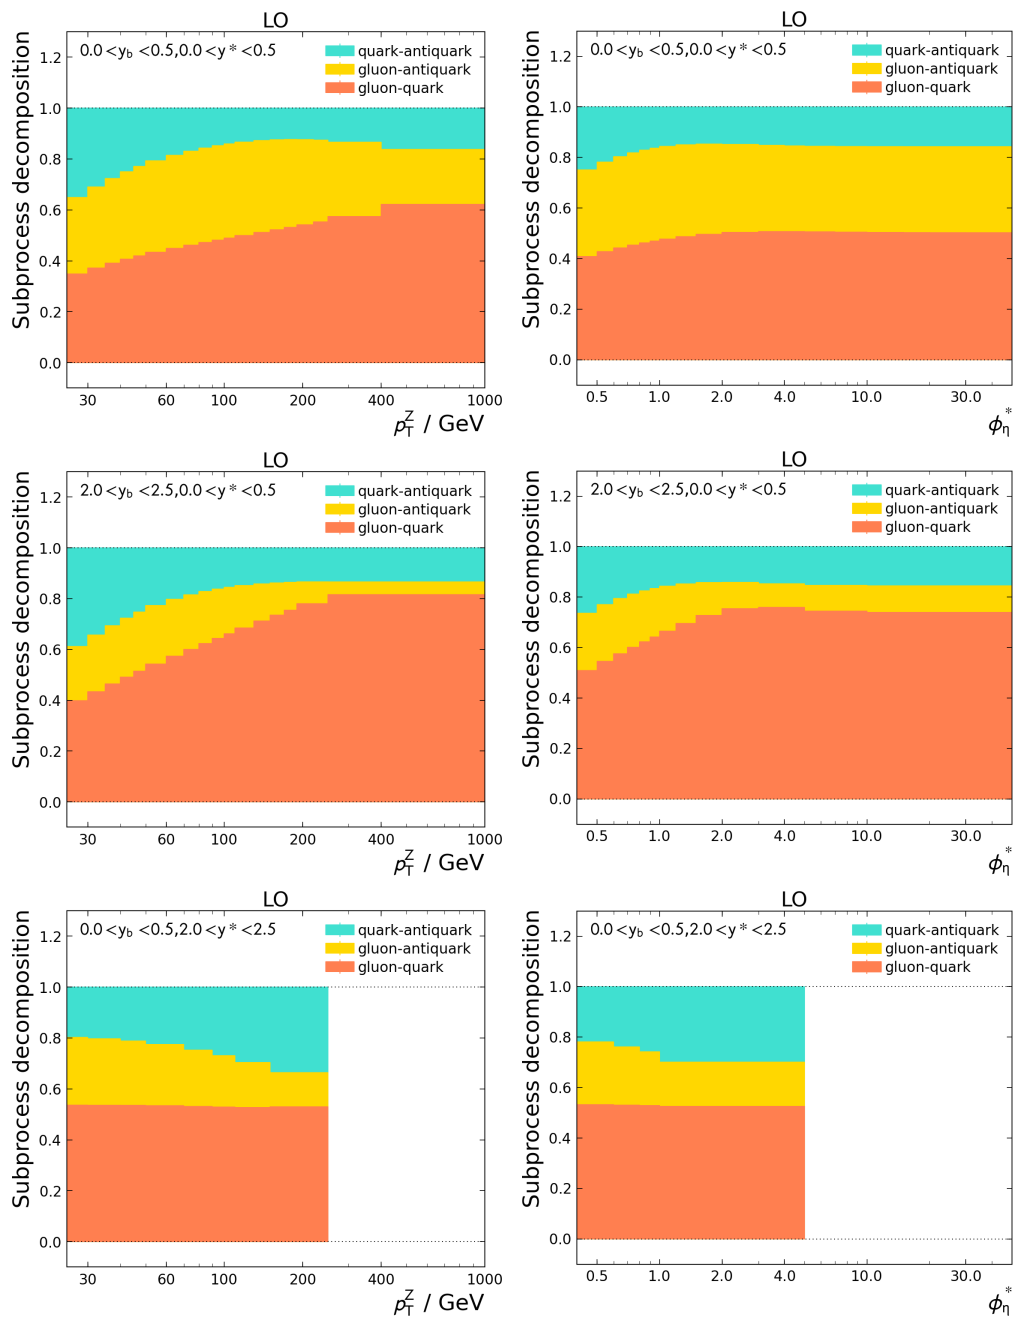 LO
0.0<y_b<0.5,0.0<y*<0.5
quark-antiquark
gluon-antiquark
gluon-quark
Subprocess decomposition
1.2
1.0
0.8
0.6
0.4
0.2
0.0
30 60 100 200 400 1000
p_T^Z / GeV
LO
0.0<y_b<0.5,0.0<y*<0.5
quark-antiquark
gluon-antiquark
gluon-quark
Subprocess decomposition
1.2
1.0
0.8
0.6
0.4
0.2
0.0
0.5 1.0 2.0 4.0 10.0 30.0
ϕ_η^*
LO
2.0<y_b<2.5,0.0<y*<0.5
quark-antiquark
gluon-antiquark
gluon-quark
Subprocess decomposition
1.2
1.0
0.8
0.6
0.4
0.2
0.0
30 60 100 200 400 1000
p_T^Z / GeV
LO
2.0<y_b<2.5,0.0<y*<0.5
quark-antiquark
gluon-antiquark
gluon-quark
Subprocess decomposition
1.2
1.0
0.8
0.6
0.4
0.2
0.0
0.5 1.0 2.0 4.0 10.0 30.0
ϕ_η^*
LO
0.0<y_b<0.5,2.0<y*<2.5
quark-antiquark
gluon-antiquark
gluon-quark
Subprocess decomposition
1.2
1.0
0.8
0.6
0.4
0.2
0.0
30 60 100 200 400 1000
p_T^Z / GeV
LO
0.0<y_b<0.5,2.0<y*<2.5
quark-antiquark
gluon-antiquark
gluon-quark
Subprocess decomposition
1.2
1.0
0.8
0.6
0.4
0.2
0.0
0.5 1.0 2.0 4.0 10.0 30.0
ϕ_η^*